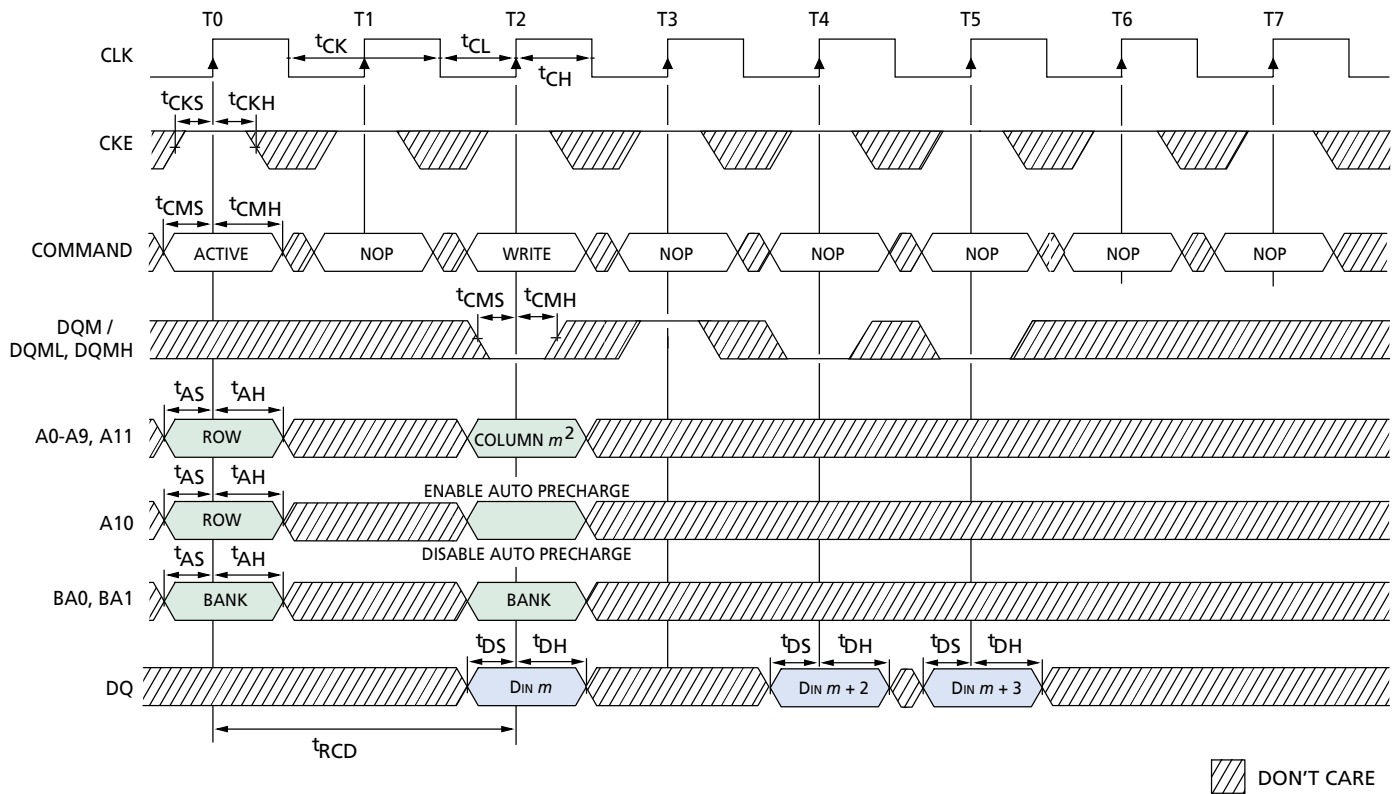 T0 T1 T2 T3 T4 T5 T6 T7
CLK
tCK tCL
tCH
tCKS tCKH
CKE
tCMS tCMH
COMMAND
ACTIVE NOP WRITE NOP NOP NOP NOP NOP
tCMS tCMH
DQM /
DQML, DQMH
tAS tAH
A0-A9, A11
ROW COLUMN m2
tAS tAH
ENABLE AUTO PRECHARGE
A10
ROW
DISABLE AUTO PRECHARGE
tAS tAH
BA0, BA1
BANK BANK
tDS tDH tDS tDH tDS tDH
DQ
DIN m DIN m + 2 DIN m + 3
tRCD
DON'T CARE